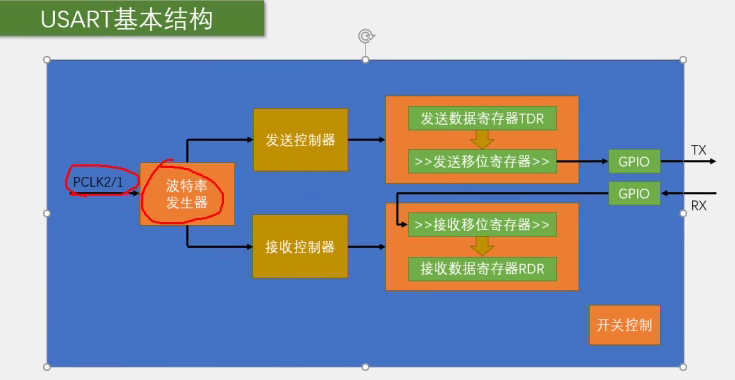 USART基本结构
发送控制器
发送数据寄存器TDR
>>发送移位寄存器>>
GPIO
TX
PCLK2/1
波特率
发生器
GPIO
RX
接收控制器
>>接收移位寄存器>>
接收数据寄存器RDR
开关控制